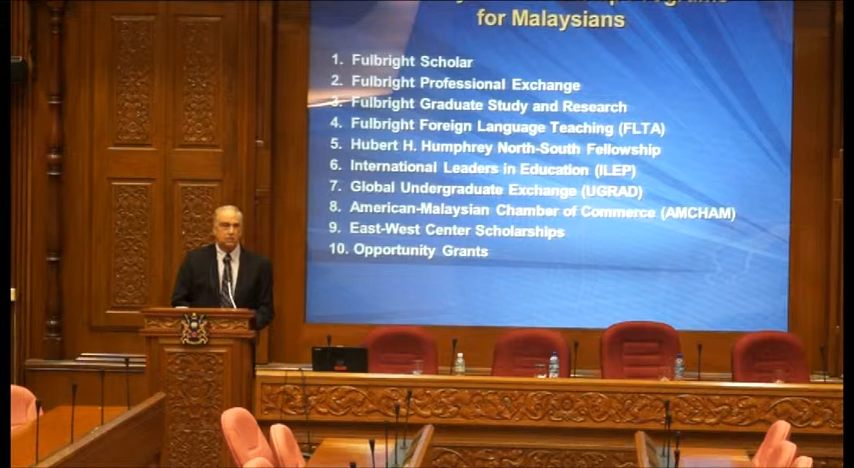 for Malaysians
1. Fulbright Scholar
2. Fulbright Professional Exchange
3. Fulbright Graduate Study and Research
4. Fulbright Foreign Language Teaching (FLTA)
5. Hubert H. Humphrey North-South Fellowship
6. International Leaders in Education (ILEP)
7. Global Undergraduate Exchange (UGRAD)
8. American-Malaysian Chamber of Commerce (AMCHAM)
9. East-West Center Scholarships
10. Opportunity Grants